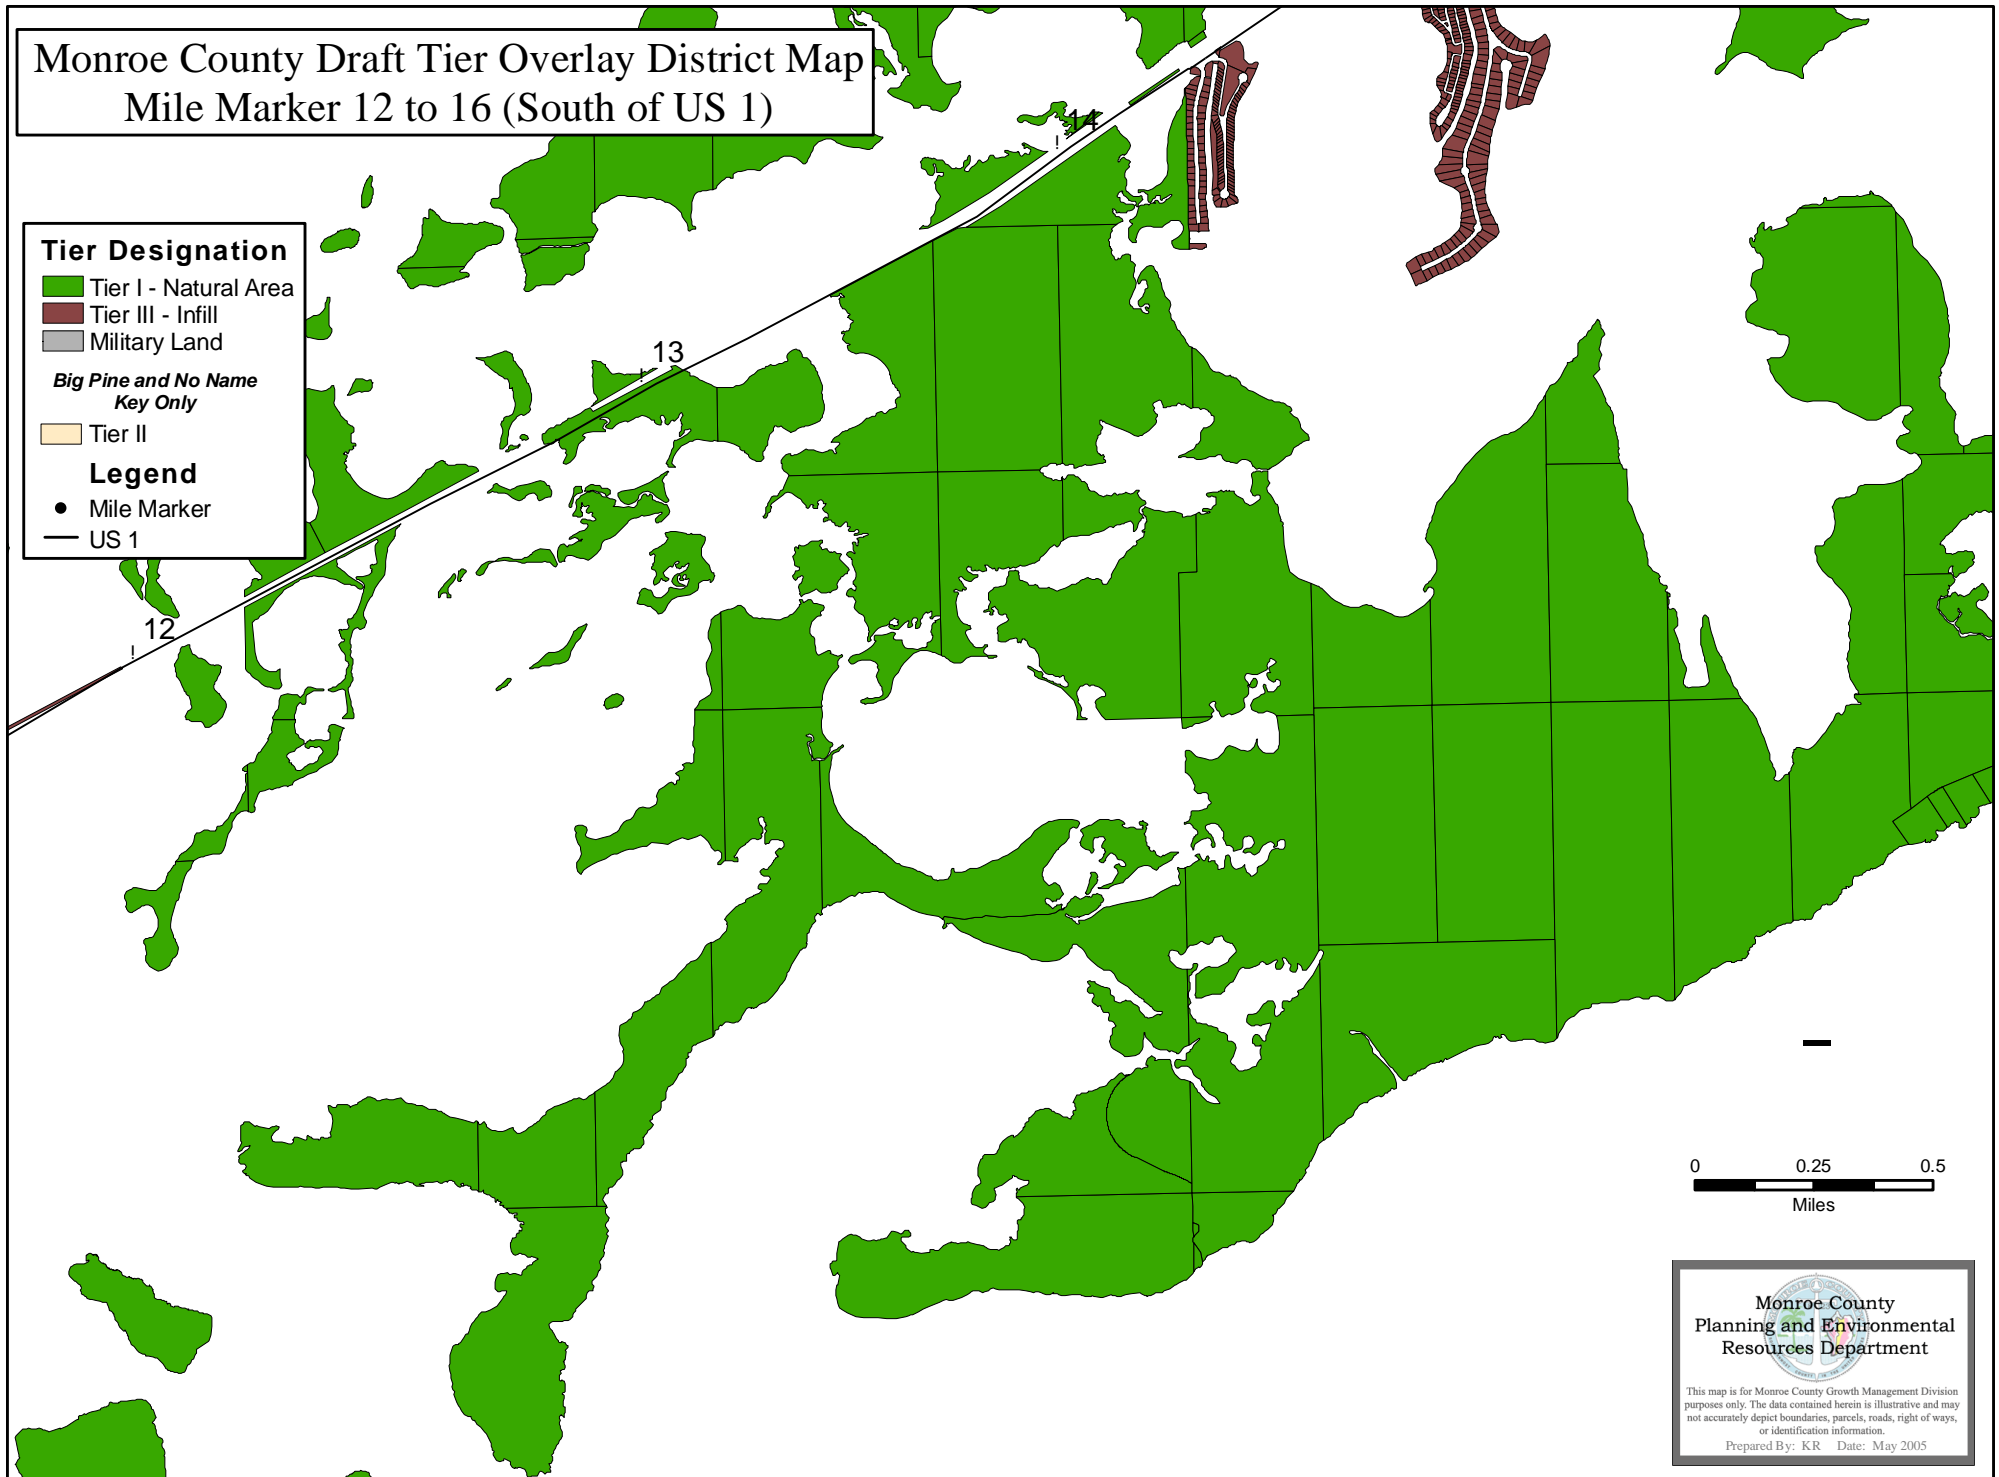 Monroe County Draft Tier Overlay District Map
Mile Marker 12 to 16 (South of US 1)
14
Tier Designation
Tier I - Natural Area
Tier III - Infill
Military Land
Big Pine and No Name
Key Only
Tier II
Legend
Mile Marker
US 1
13
12
0 0.25 0.5
Miles
Monroe County
Planning and Environmental
Resources Department
This map is for Monroe County Growth Management Division
purposes only. The data contained herein is illustrative and may
not accurately depict boundaries, parcels, roads, right of ways,
or identification information.
Prepared By: KR Date: May 2005